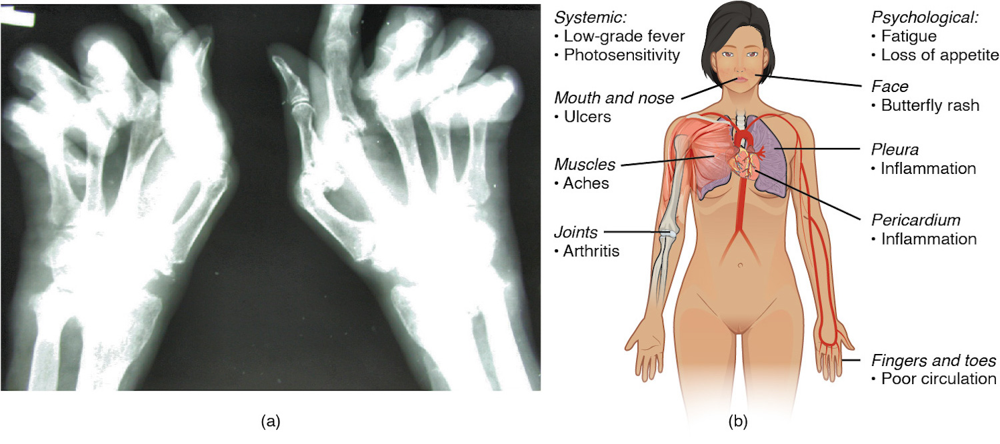 Systemic:
• Low-grade fever
• Photosensitivity
Mouth and nose
• Ulcers
Muscles
• Aches
Joints
• Arthritis
Psychological:
• Fatigue
• Loss of appetite
Face
• Butterfly rash
Pleura
• Inflammation
Pericardium
• Inflammation
Fingers and toes
• Poor circulation
(a)
(b)